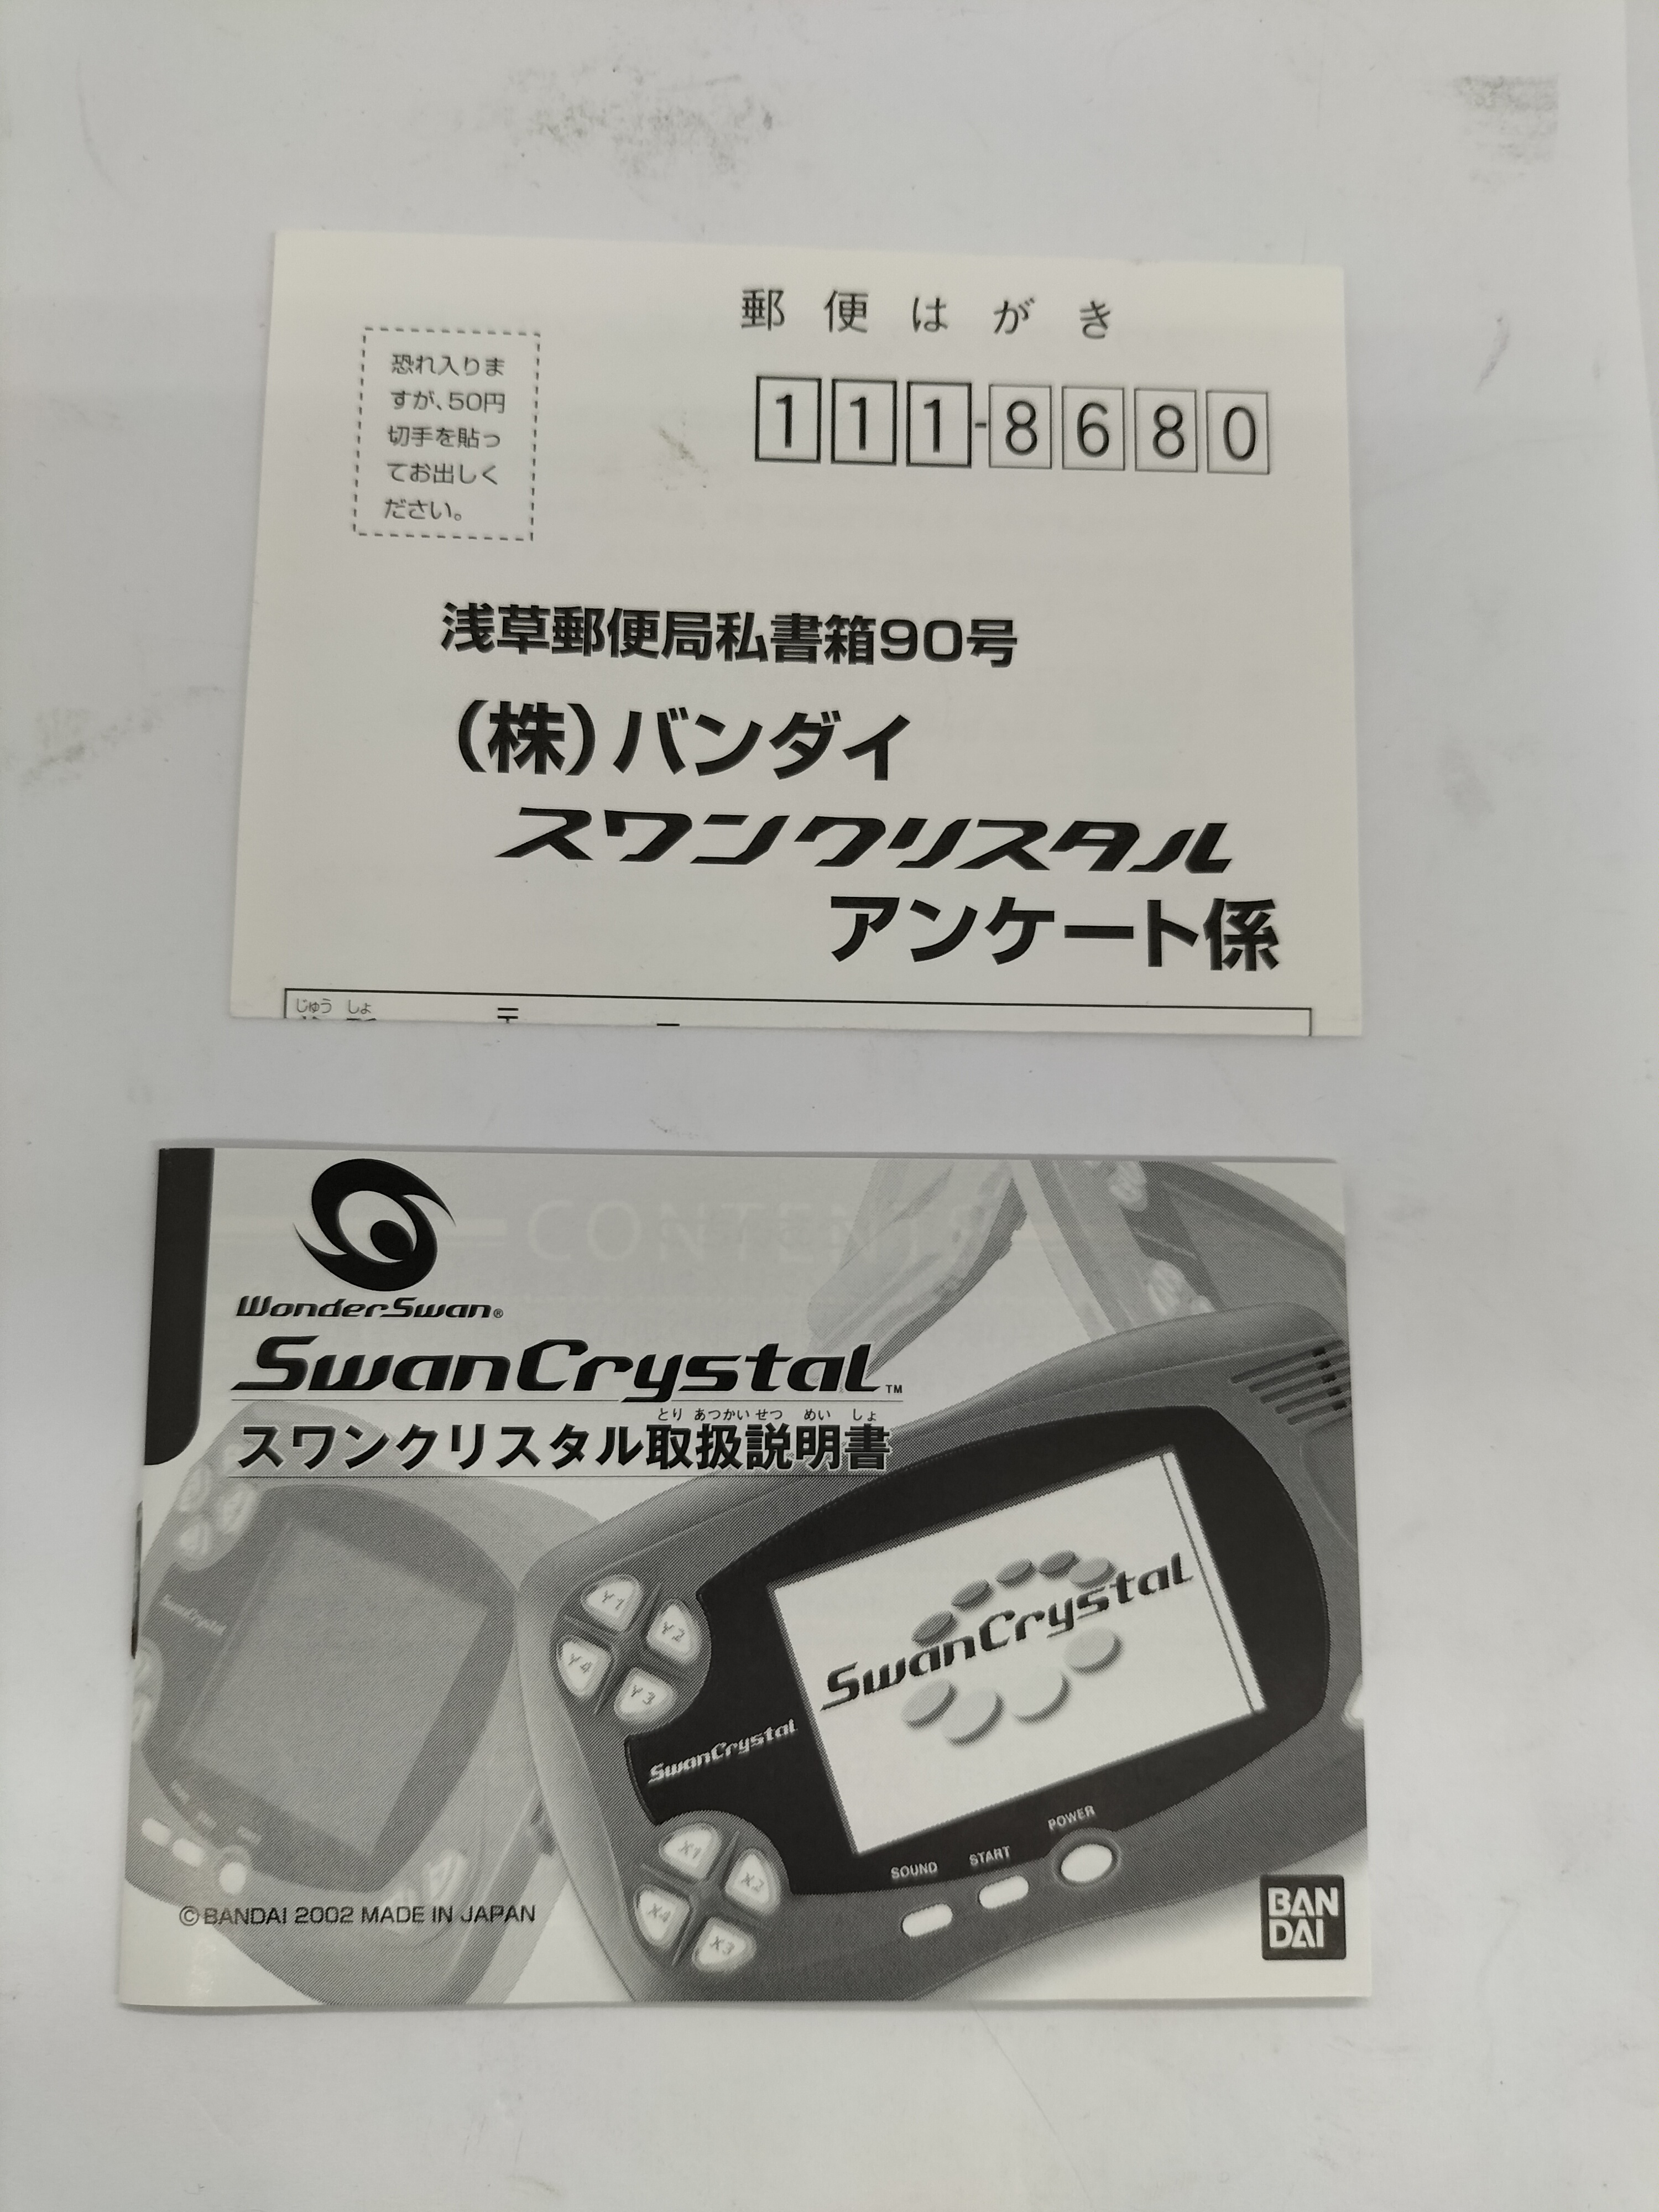 郵便はがき
恐れ入りま
すが、50円
切手を貼っ
てお出しく
ださい。
111-8680
浅草郵便局私書箱90号
（株）バンダイ
スワンクリスタル
アンケート係
じゅう しょ
〒
CONTENTS
WonderSwan®
SwanCrystal™
とり あつかい せつ めい しょ
スワンクリスタル取扱説明書
Y1
Y2
Y4
Y3
SwanCrystal
SwanCrystal
SwanCrystal
X1
X2
X4
X3
SOUND
START
POWER
©BANDAI 2002 MADE IN JAPAN
BAN
DAI